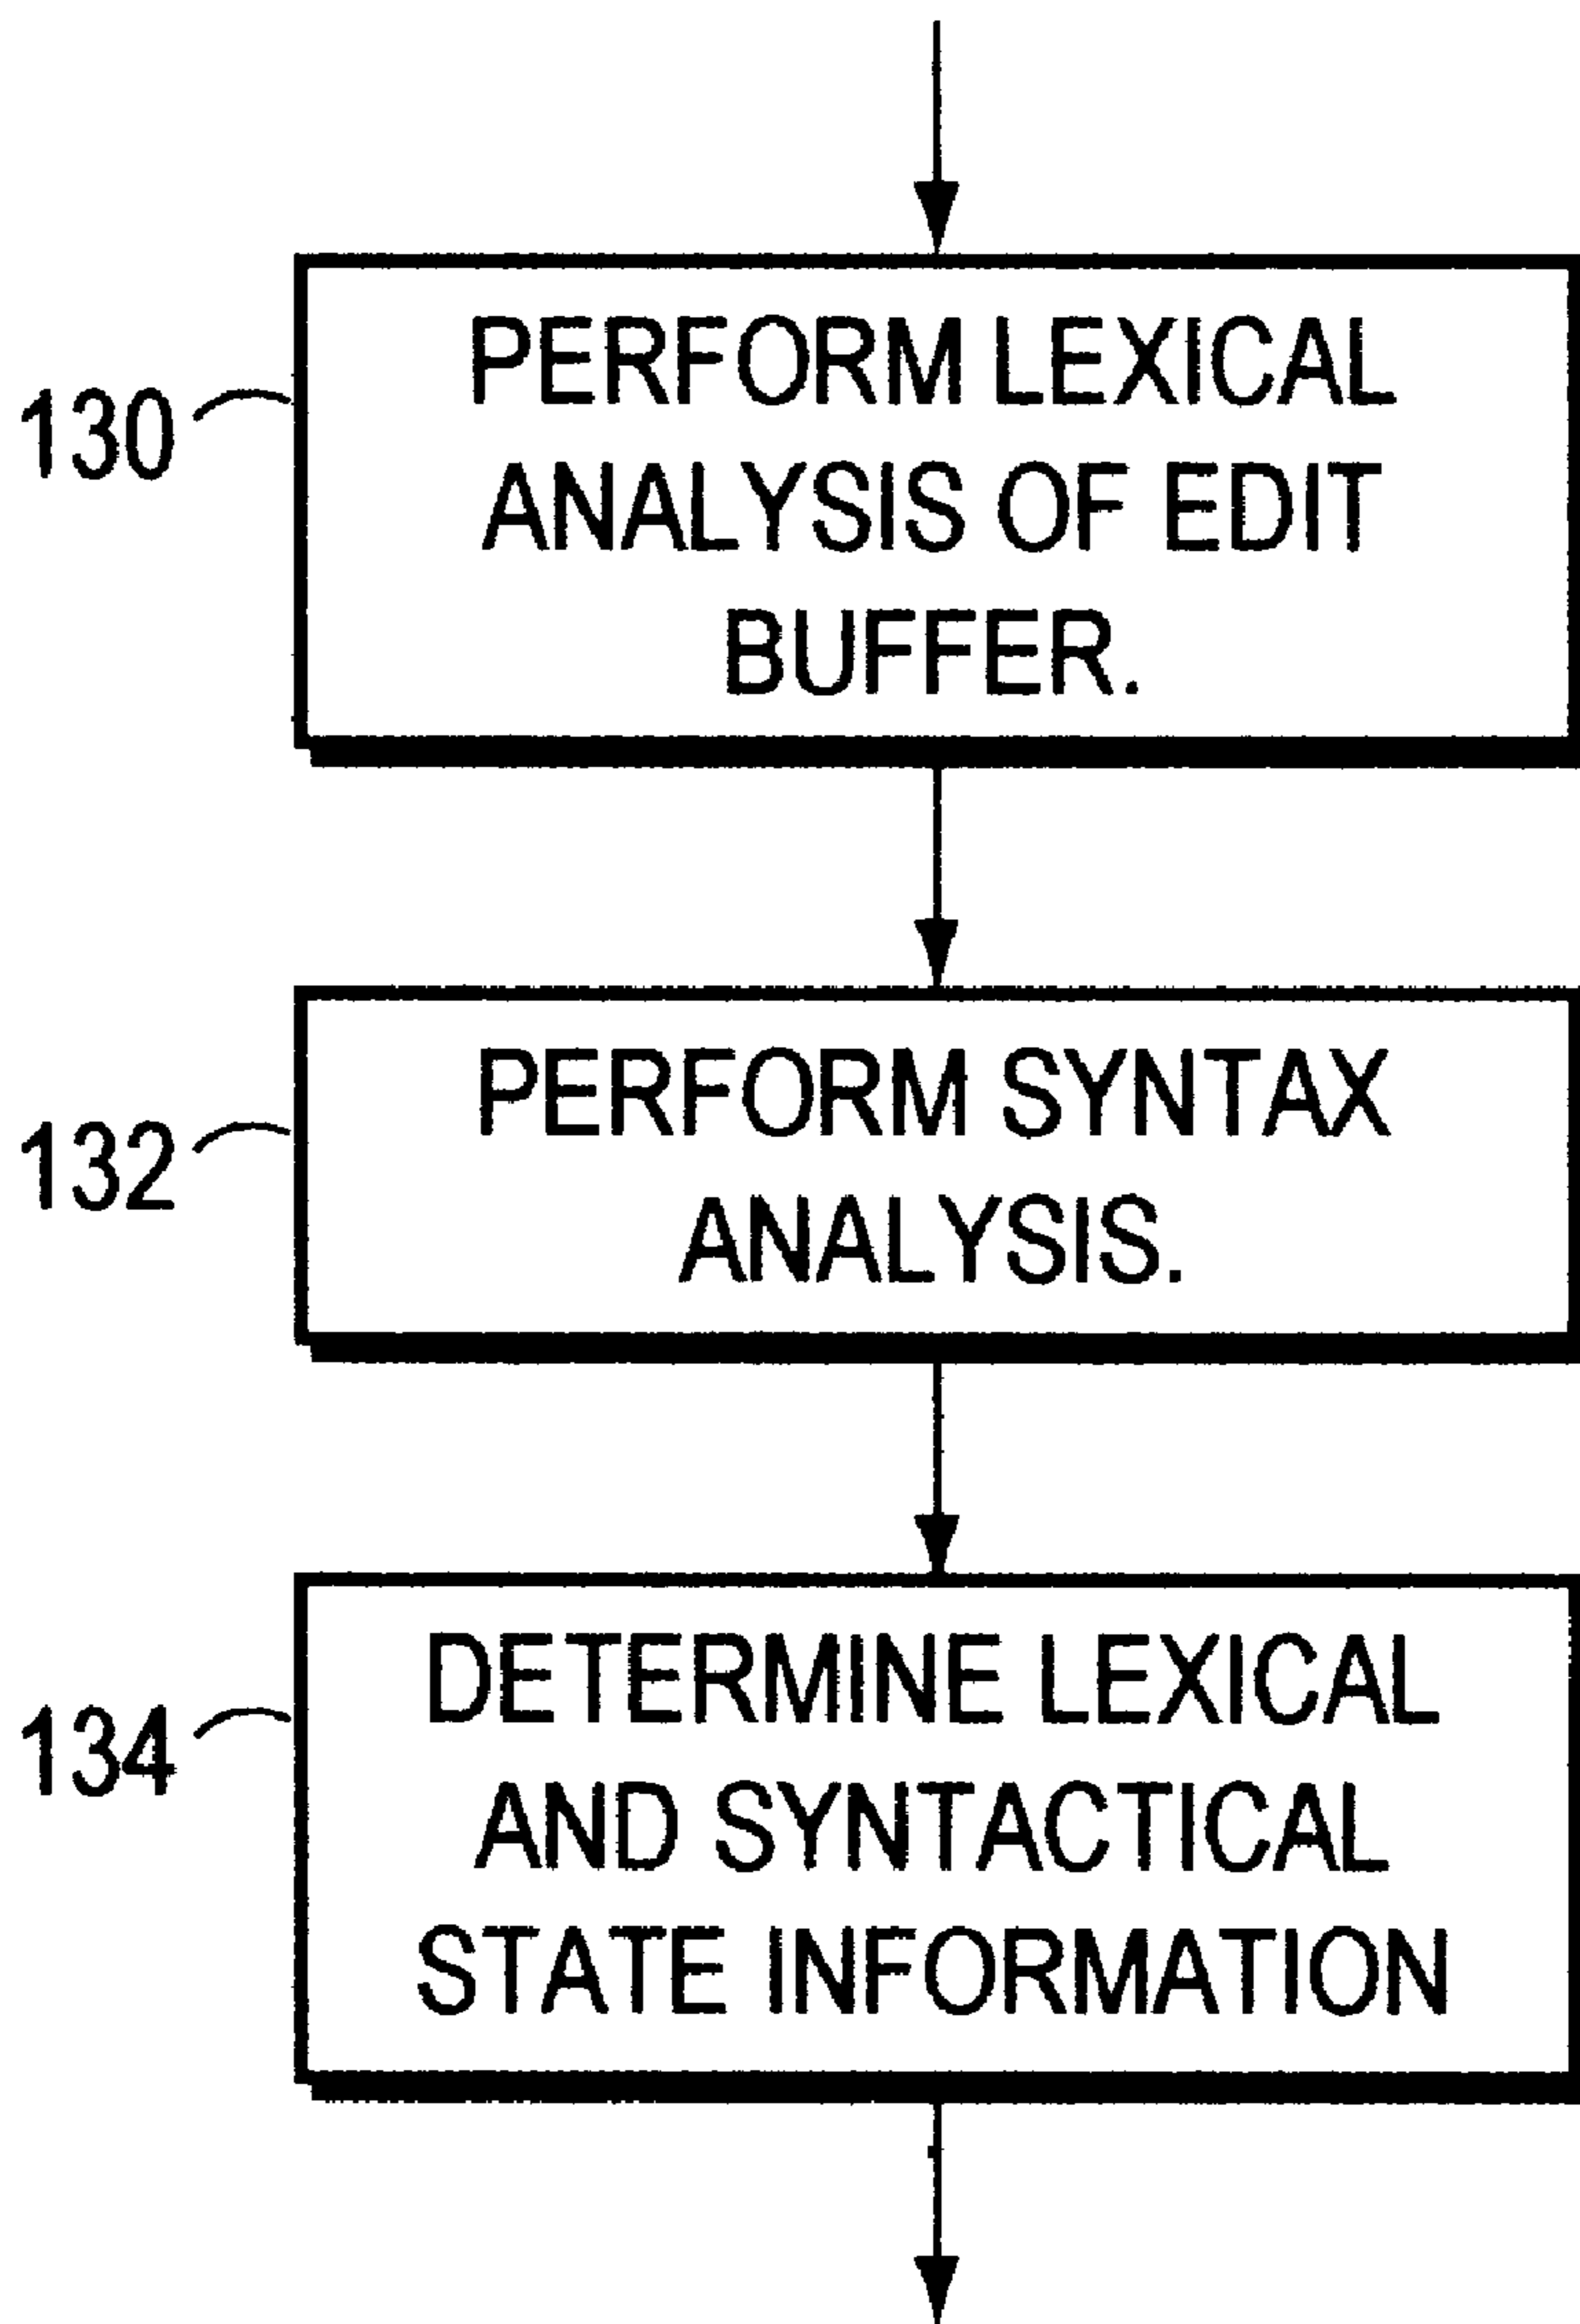 130
PERFORM LEXICAL
ANALYSIS OF EDIT
BUFFER.
132
PERFORM SYNTAX
ANALYSIS.
134
DETERMINE LEXICAL
AND SYNTACTICAL
STATE INFORMATION